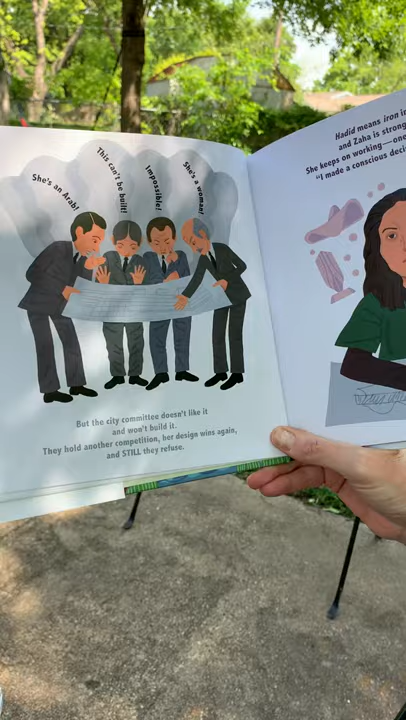 She's an Arab!
This can't be built!
Impossible!
She's a woman!
But the city committee doesn't like it
and won't build it.
They hold another competition, her design wins again,
and STILL they refuse.
Hadid means iron in
and Zaha is strong
She keeps on working—one
"I made a conscious deci